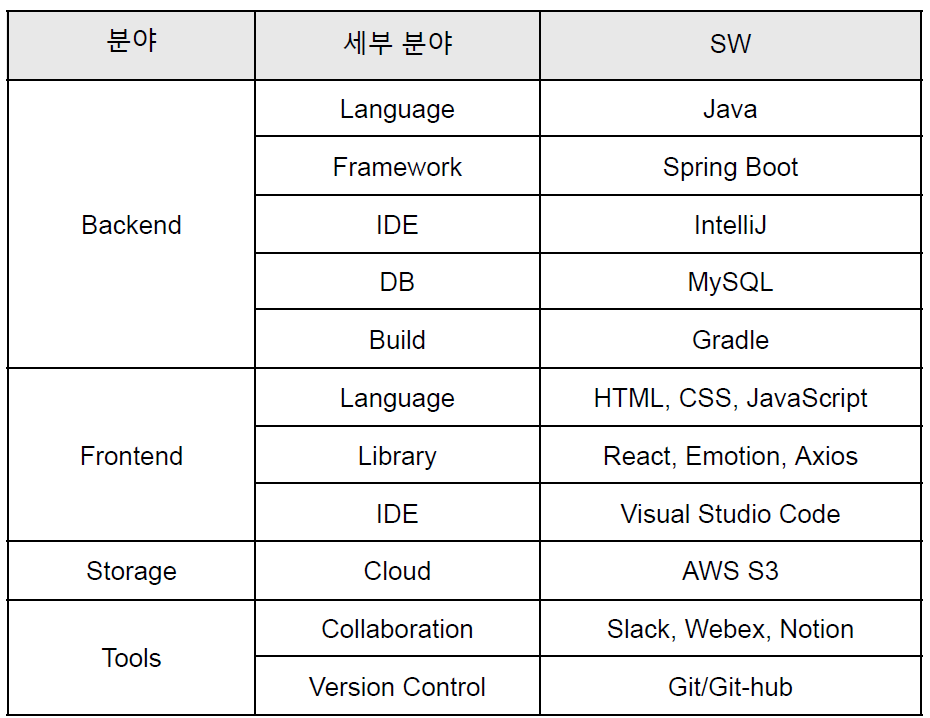 분야 세부 분야 SW
Language Java
Framework Spring Boot
Backend IDE IntelliJ
DB MySQL
Build Gradle
Language HTML, CSS, JavaScript
Frontend Library React, Emotion, Axios
IDE Visual Studio Code
Storage Cloud AWS S3
Collaboration Slack, Webex, Notion
Tools
Version Control Git/Git-hub